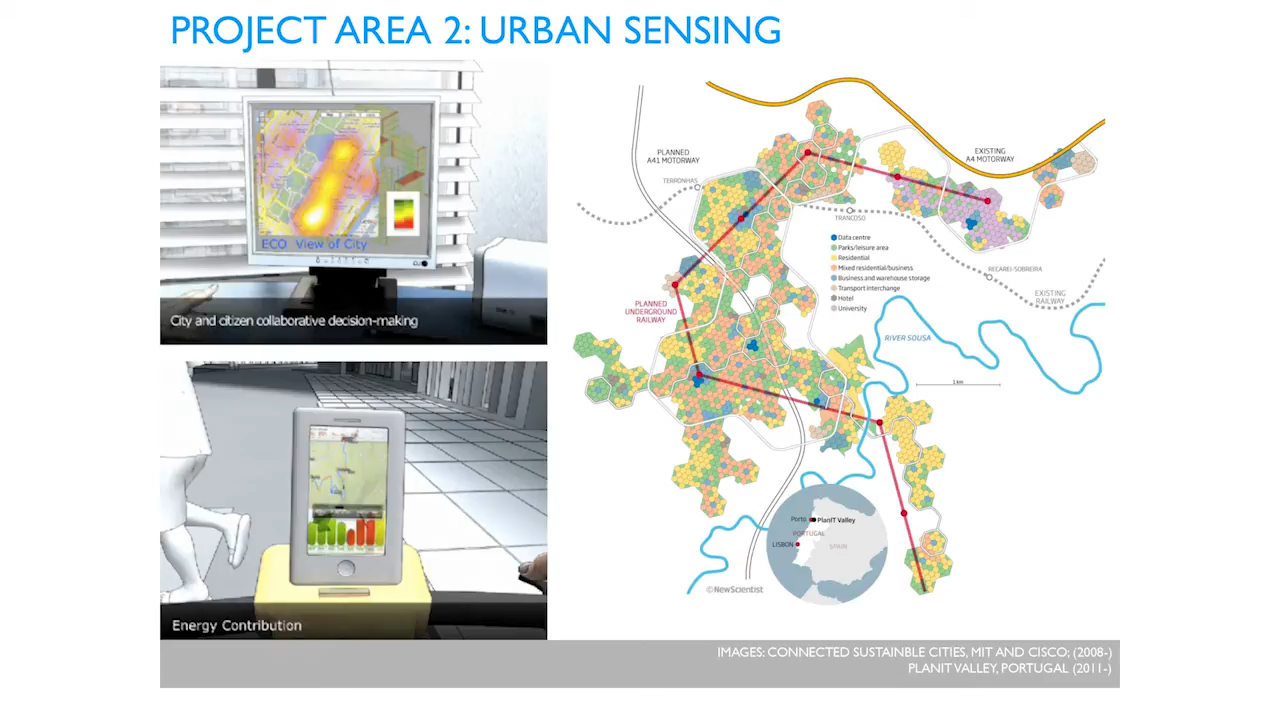 PROJECT AREA 2: URBAN SENSING
ECO View of City
City and citizen collaborative decision-making
Energy Contribution
PLANNED
A41 MOTORWAY
TERRONHAS
EXISTING
A4 MOTORWAY
TRANCOSO
Data centre
Parks/leisure area
Residential
Mixed residential/business
Business and warehouse storage
Transport interchange
Hotel
University
RECAREI-SOBREIRA
EXISTING
RAILWAY
PLANNED
UNDERGROUND
RAILWAY
RIVER SOUSA
1 km
Porto
PlanIT Valley
PORTUGAL
LISBON
SPAIN
©NewScientist
IMAGES: CONNECTED SUSTAINBLE CITIES, MIT AND CISCO; (2008-)
PLANIT VALLEY, PORTUGAL (2011-)